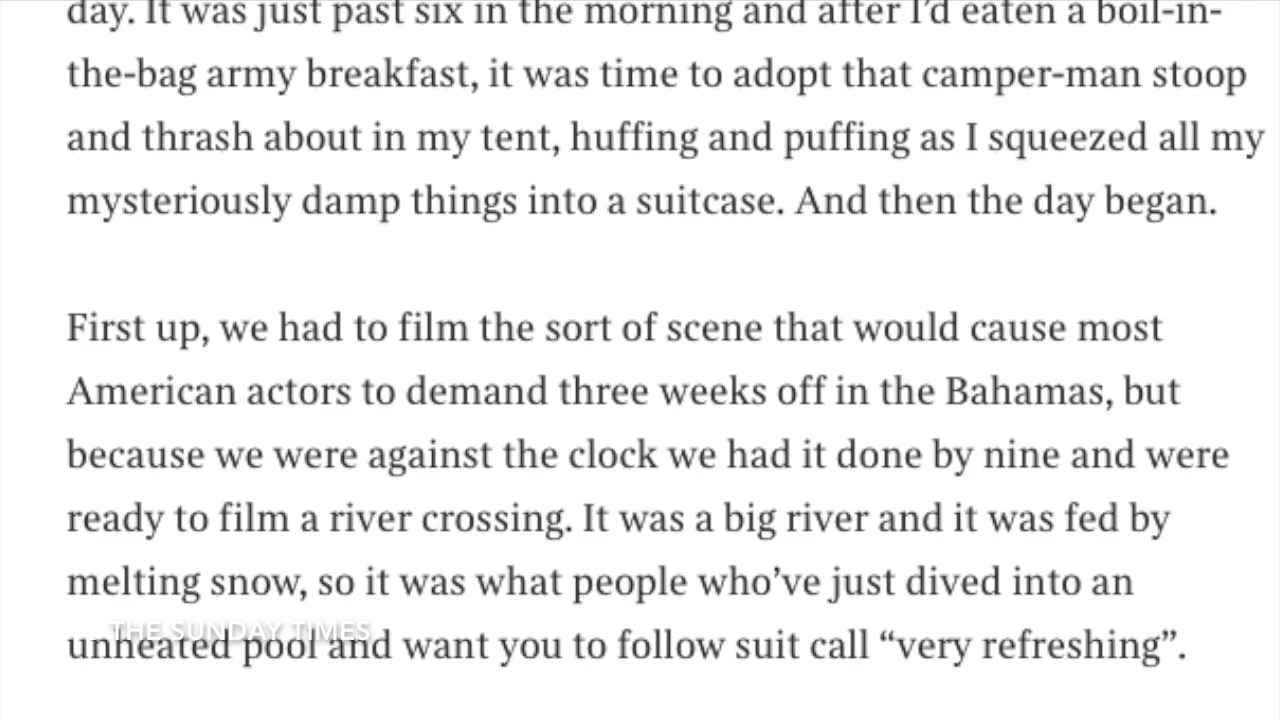 day. It was just past six in the morning and after I’d eaten a boil-in-
the-bag army breakfast, it was time to adopt that camper-man stoop
and thrash about in my tent, huffing and puffing as I squeezed all my
mysteriously damp things into a suitcase. And then the day began.
First up, we had to film the sort of scene that would cause most
American actors to demand three weeks off in the Bahamas, but
because we were against the clock we had it done by nine and were
ready to film a river crossing. It was a big river and it was fed by
melting snow, so it was what people who’ve just dived into an
THE SUNDAY TIMES
unheated pool and want you to follow suit call “very refreshing”.